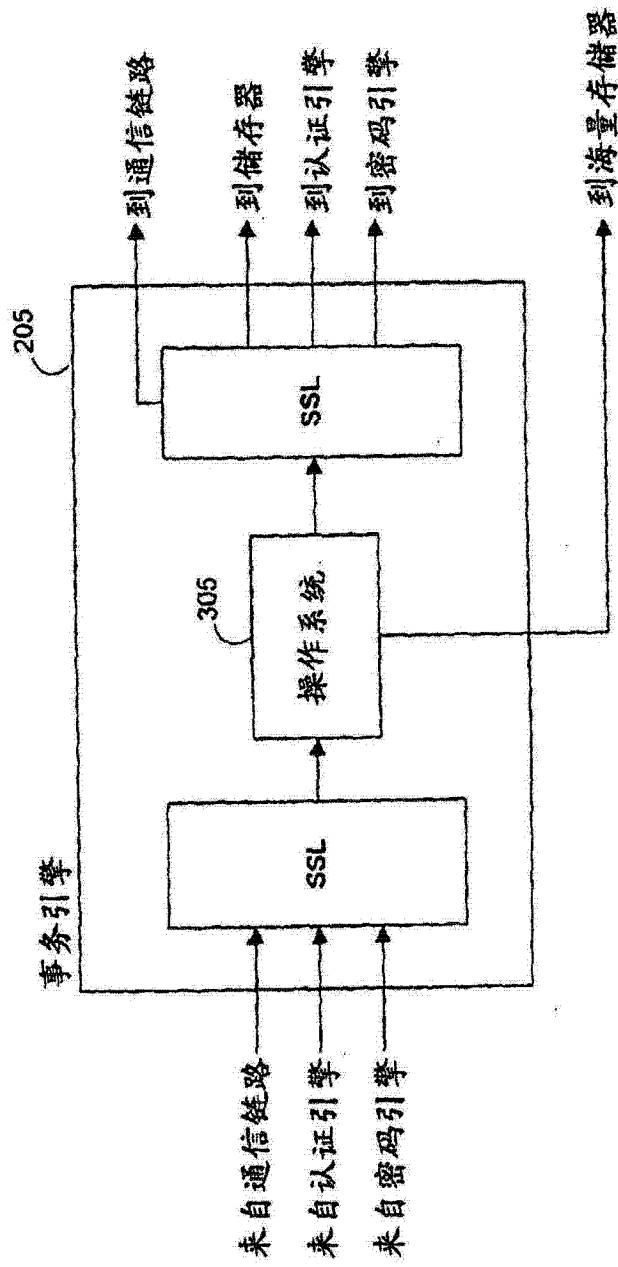 事务引擎
205
来自通信链路
来自认证引擎
来自密码引擎
SSL
305
操作系统
SSL
到通信链路
到储存器
到认证引擎
到密码引擎
到海量存储器